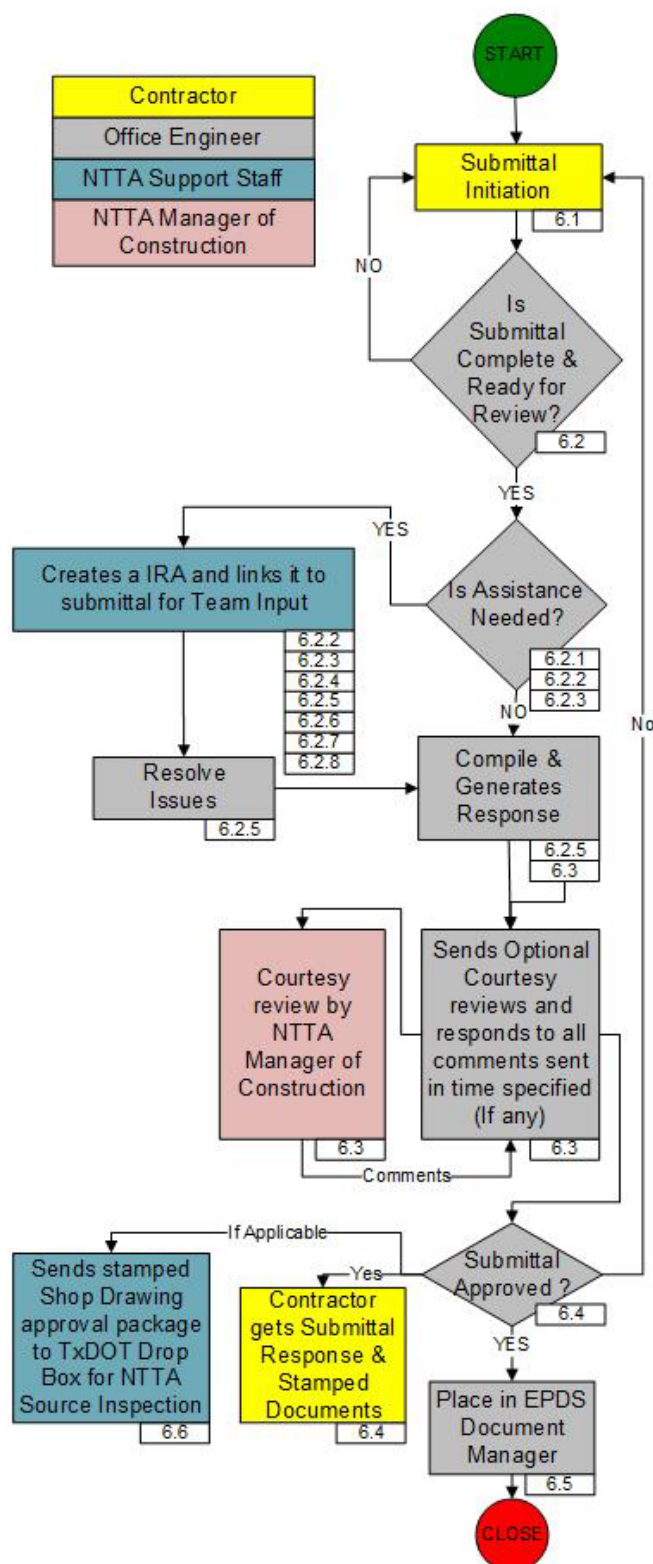 START
Contractor
Office Engineer
NTTA Support Staff
NTTA Manager of
Construction
Submittal
Initiation
6.1
NO
Is
Submittal
Complete &
Ready for
Review?
6.2
YES
YES
Creates a IRA and links it to
submittal for Team Input
6.2.2
6.2.3
6.2.4
6.2.5
6.2.6
6.2.7
6.2.8
Is Assistance
Needed?
6.2.1
6.2.2
6.2.3
NO
No
Resolve
Issues
6.2.5
Compile &
Generates
Response
6.2.5
6.3
Courtesy
review by
NTTA
Manager of
Construction
6.3
Sends Optional
Courtesy
reviews and
responds to all
comments sent
in time specified
(If any)
6.3
Comments
If Applicable
Submittal
Approved ?
6.4
Yes
YES
Sends stamped
Shop Drawing
approval package
to TxDOT Drop
Box for NTTA
Source Inspection
6.6
Contractor
gets Submittal
Response &
Stamped
Documents
6.4
Place in EPDS
Document
Manager
6.5
CLOSE